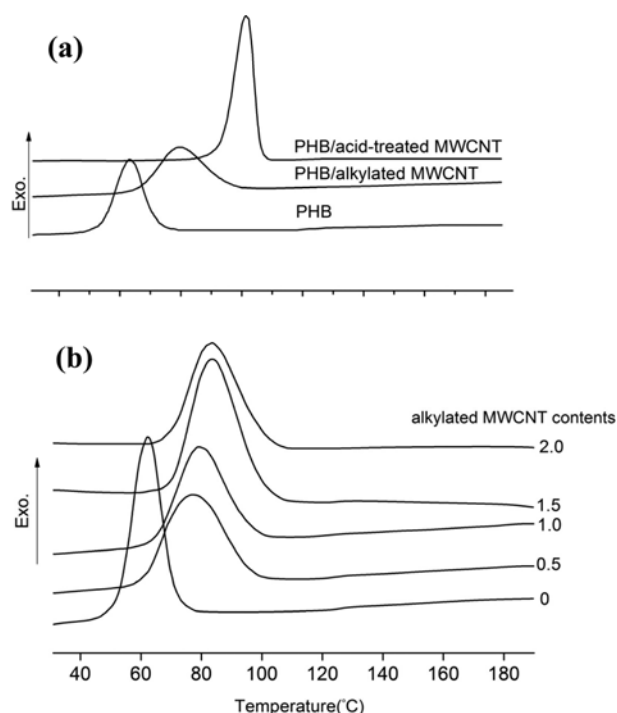 (a)
Exo.
PHB/acid-treated MWCNT
PHB/alkylated MWCNT
PHB
(b)
Exo.
alkylated MWCNT contents
2.0
1.5
1.0
0.5
0
40 60 80 100 120 140 160 180
Temperature(°C)